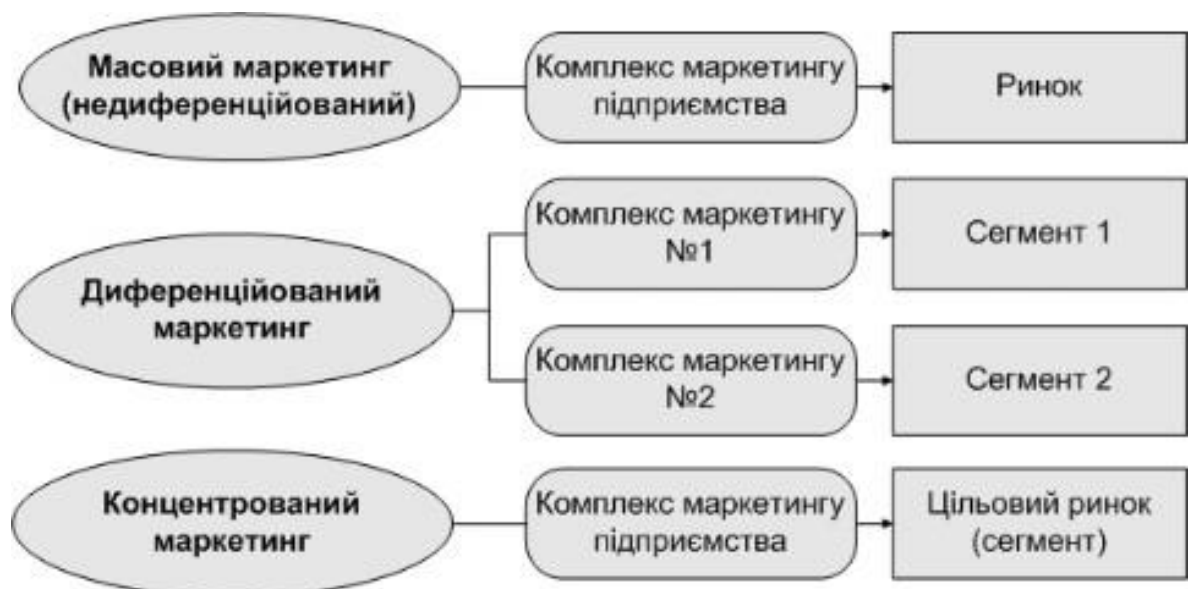 Масовий маркетинг
(недиференційований)
Комплекс маркетингу
підприємства
Ринок
Диференційований
маркетинг
Комплекс маркетингу
№1
Сегмент 1
Комплекс маркетингу
№2
Сегмент 2
Концентрований
маркетинг
Комплекс маркетингу
підприємства
Цільовий ринок
(сегмент)